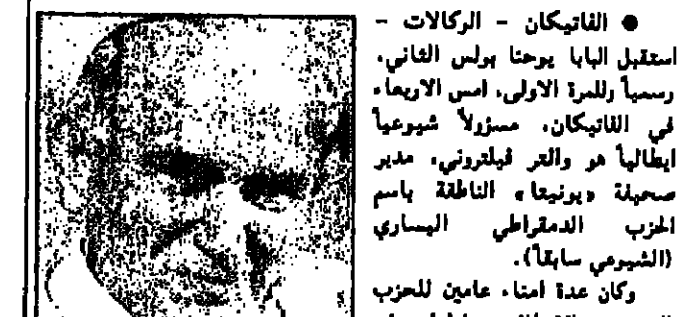 ● الفاتيكان - الوكالات -
استقبل البابا يوحنا بولس الثاني،
رسمياً وللمرة الاولى، امس الاربعاء
في الفاتيكان، مسؤولاً شيوعياً
ايطالياً هو والتر فيلتروني، مدير
صحيفة «يونيتا» الناطقة باسم
الحزب الدمقراطي اليساري
(الشيوعي سابقاً).
وكان عدة امناء عامين للحزب